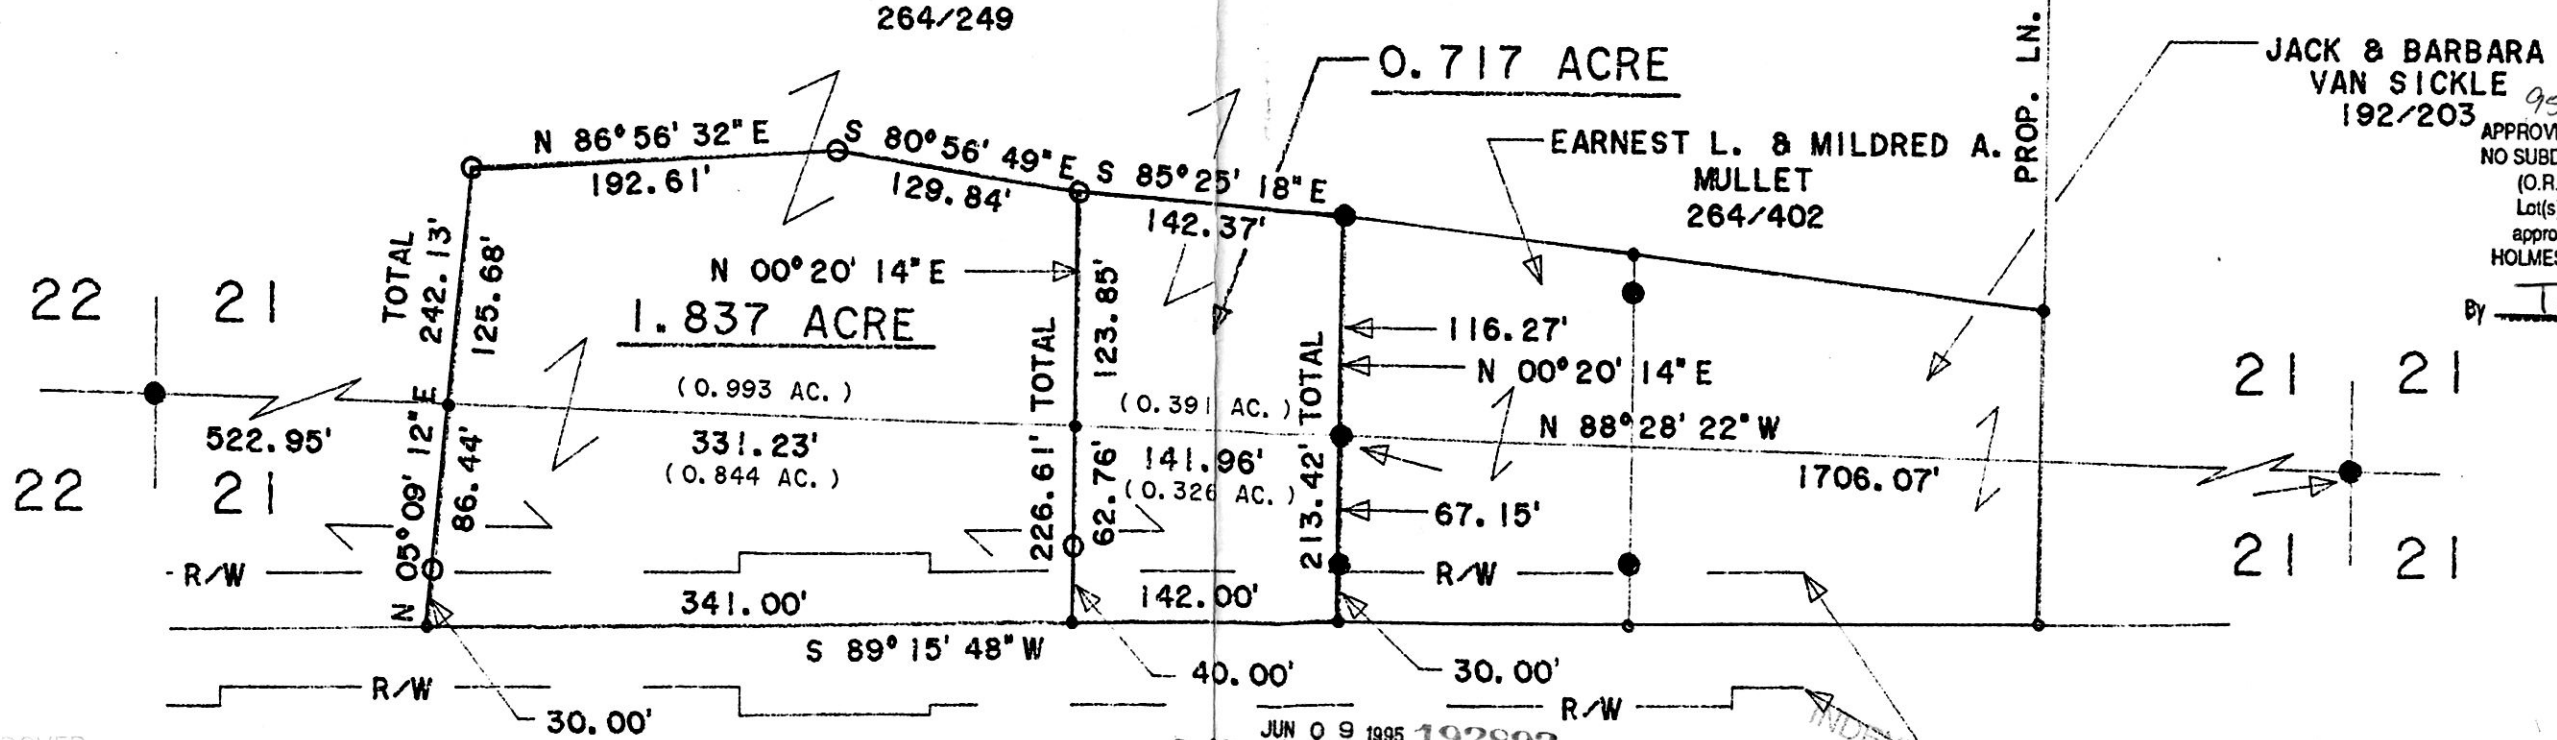 264/249
0.717 ACRE
PROP. LN.
JACK & BARBARA
VAN SICKLE
192/203
EARNEST L. & MILDRED A.
MULLET
264/402
NO SUBD
(O.R.
HOLMES
By
N 86°56' 32" E
192.61'
S 80°56' 49" E
129.84'
S 85°25' 18" E
142.37'
TOTAL
242.13'
125.68'
N 00°20' 14" E
1.837 ACRE
22 21
123.85'
226.61' TOTAL
116.27'
N 00°20' 14" E
213.42' TOTAL
(0.993 AC.)
(0.391 AC.)
21 21
522.95'
331.23'
(0.844 AC.)
141.96'
(0.326 AC.)
N 88°28' 22" W
1706.07'
22 21
N 05°09' 12" E
86.44'
62.76'
67.15'
21 21
R/W
R/W
341.00'
142.00'
S 89°15' 48" W
40.00'
30.00'
R/W
30.00'
R/W
JUN 09 1995